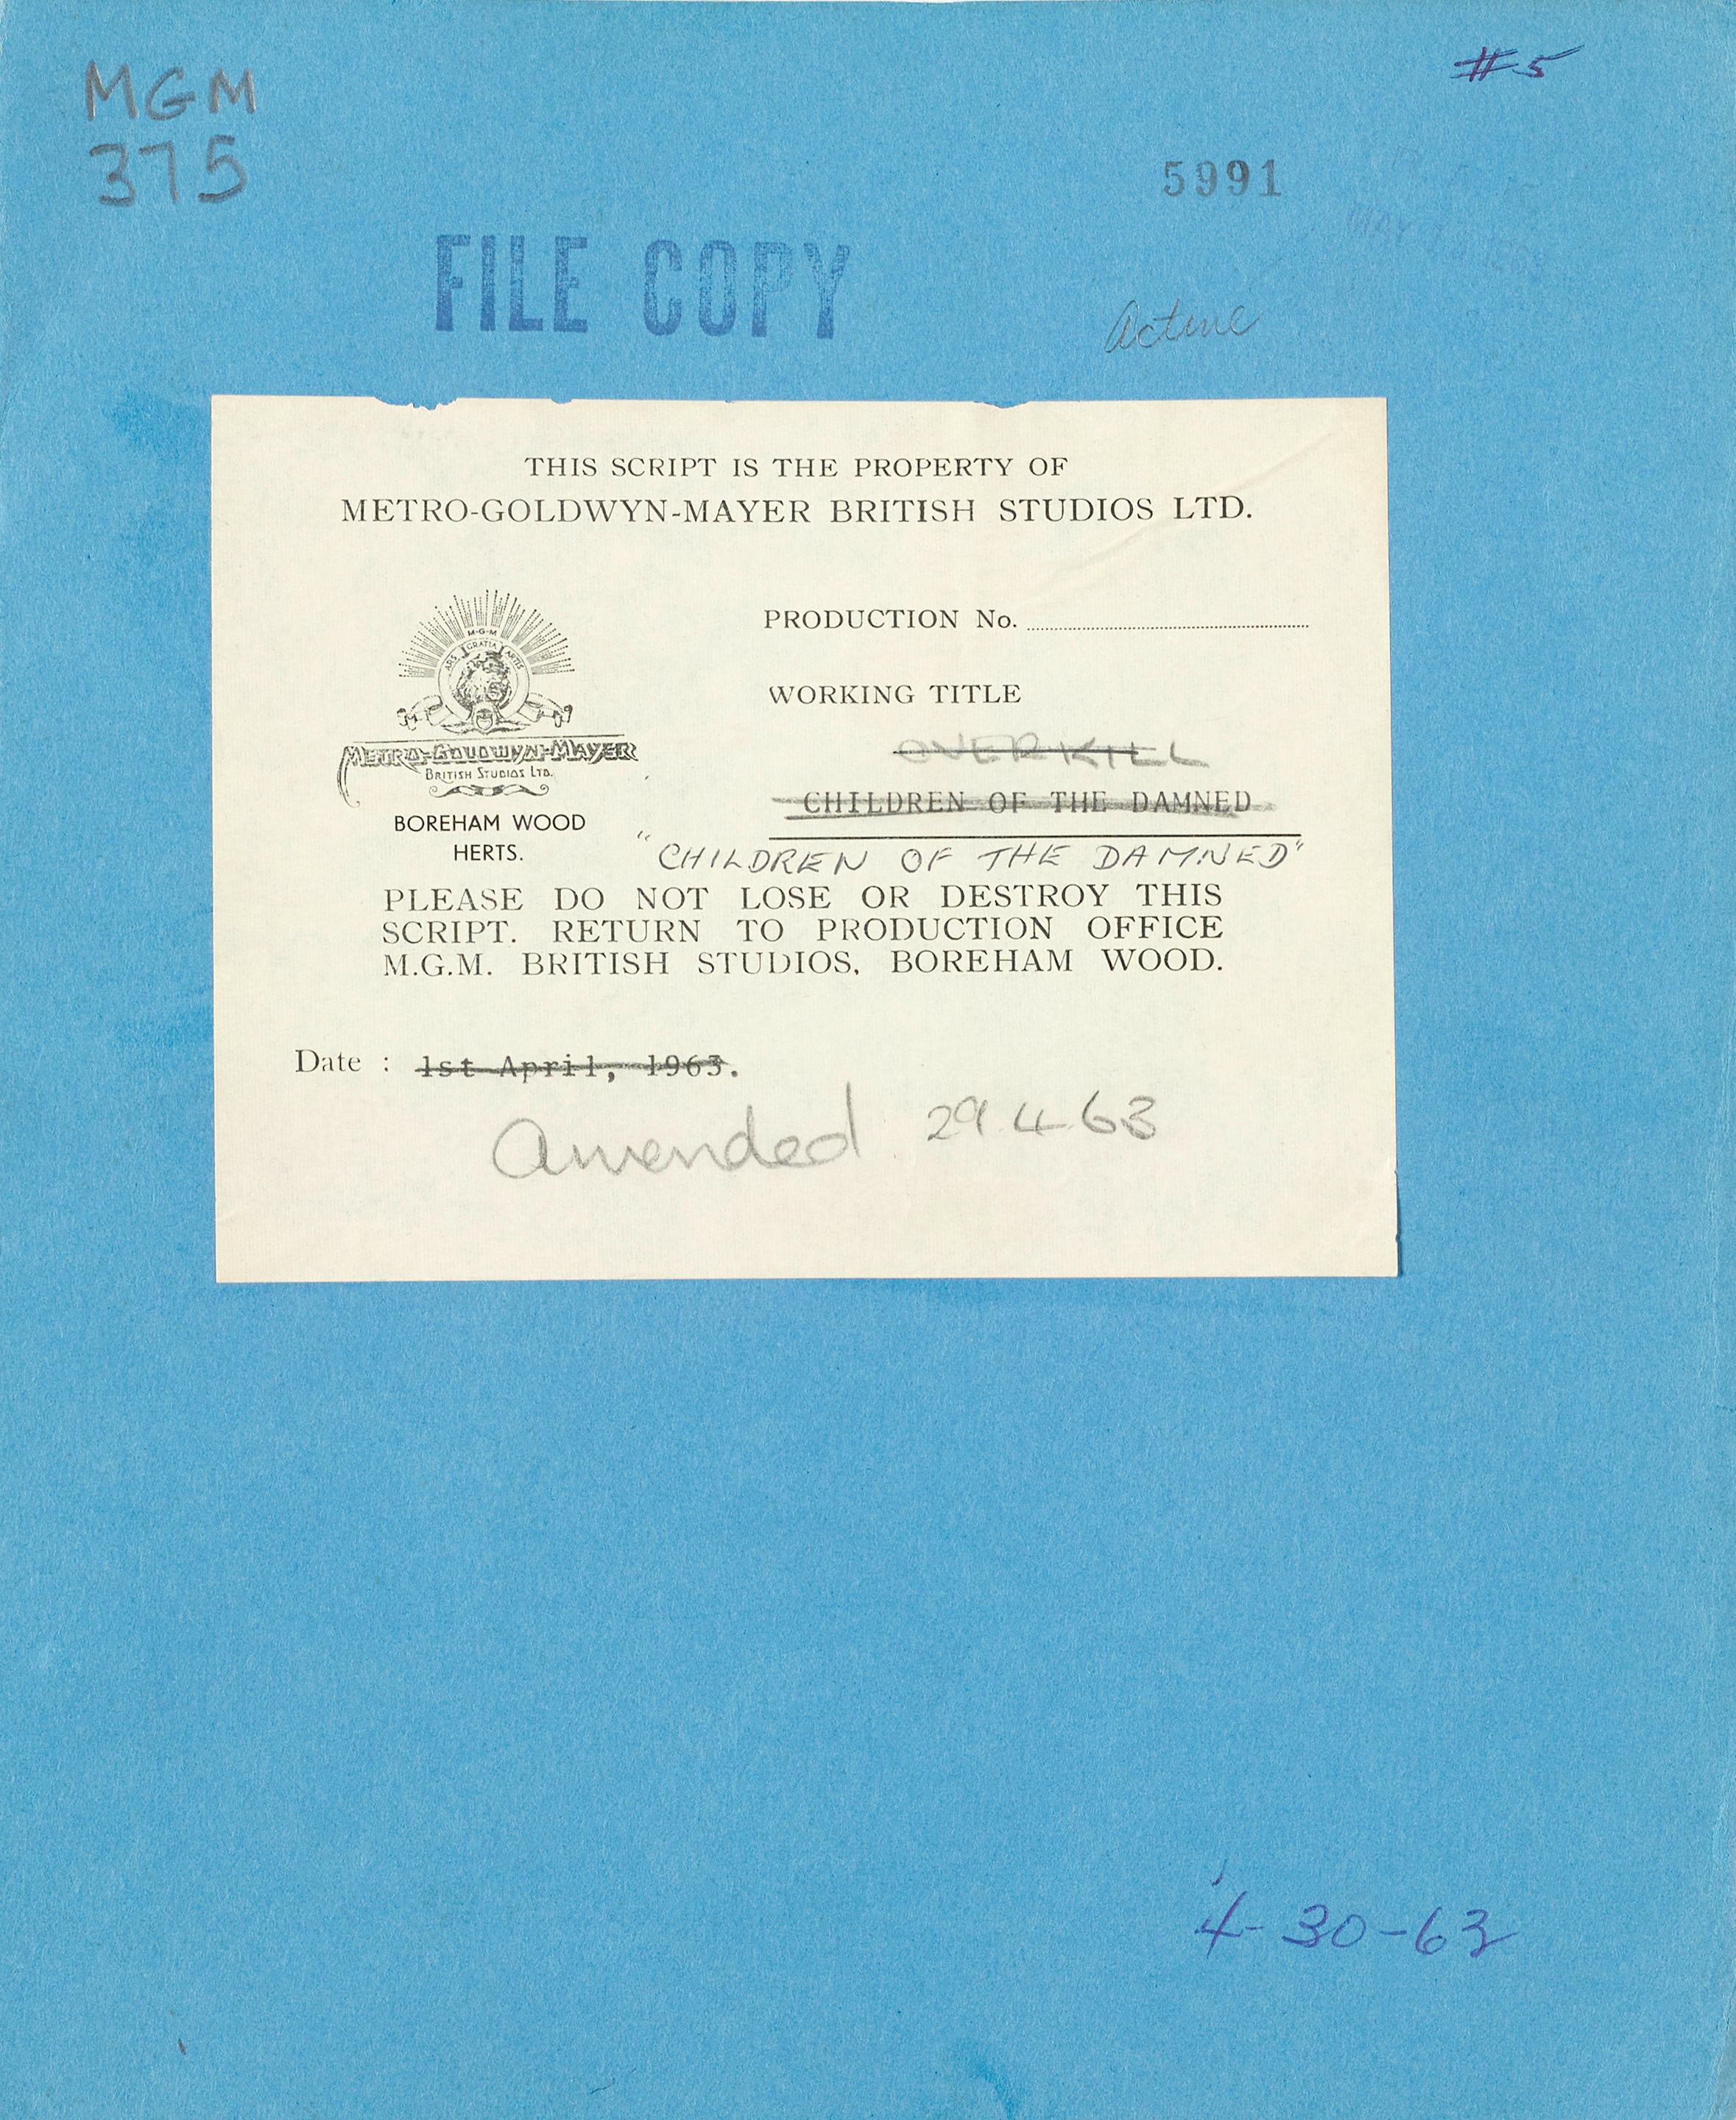 MGM
375
#5
5991
FILE COPY
Active
THIS SCRIPT IS THE PROPERTY OF
METRO-GOLDWYN-MAYER BRITISH STUDIOS LTD.
M-G-M
ARS GRATIA ARTIS
METRO-GOLDWYN-MAYER
BRITISH STUDIOS LTD.
BOREHAM WOOD
HERTS.
PRODUCTION No.
WORKING TITLE
OVERKILL
CHILDREN OF THE DAMNED
"CHILDREN OF THE DAMNED"
PLEASE DO NOT LOSE OR DESTROY THIS
SCRIPT. RETURN TO PRODUCTION OFFICE
M.G.M. BRITISH STUDIOS, BOREHAM WOOD.
Date : 1st April, 1963.
Amended 29 4 63
4-30-63